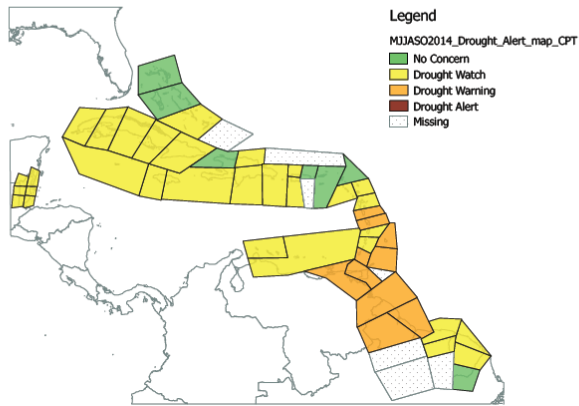 Legend
MJJASO2014_Drought_Alert_map_CPT
No Concern
Drought Watch
Drought Warning
Drought Alert
Missing